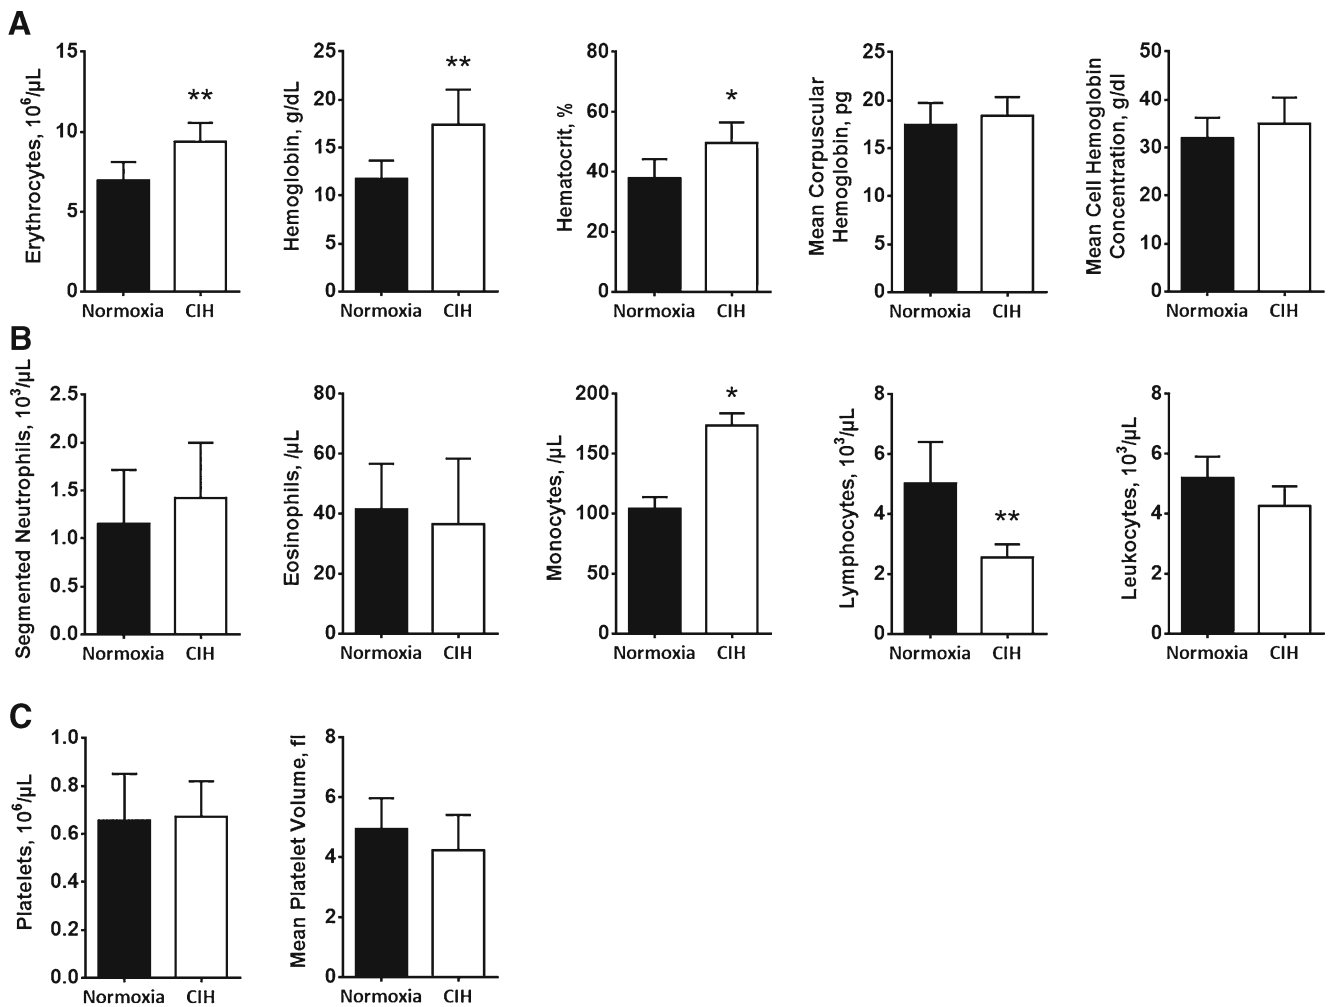 A
Erythrocytes, 10⁶/µL
15
10
5
0
**
Normoxia CIH
Hemoglobin, g/dL
25
20
15
10
5
0
**
Normoxia CIH
Hematocrit, %
80
60
40
20
0
*
Normoxia CIH
Mean Corpuscular
Hemoglobin, pg
25
20
15
10
5
0
Normoxia CIH
Mean Cell Hemoglobin
Concentration, g/dl
50
40
30
20
10
0
Normoxia CIH
B
Segmented Neutrophils, 10³/µL
2.5
2.0
1.5
1.0
0.5
0.0
Normoxia CIH
Eosinophils, /µL
80
60
40
20
0
Normoxia CIH
Monocytes, /µL
200
150
100
50
0
*
Normoxia CIH
Lymphocytes, 10³/µL
8
6
4
2
0
**
Normoxia CIH
Leukocytes, 10³/µL
8
6
4
2
0
Normoxia CIH
C
Platelets, 10⁶/µL
1.0
0.8
0.6
0.4
0.2
0.0
Normoxia CIH
Mean Platelet Volume, fl
8
6
4
2
0
Normoxia CIH